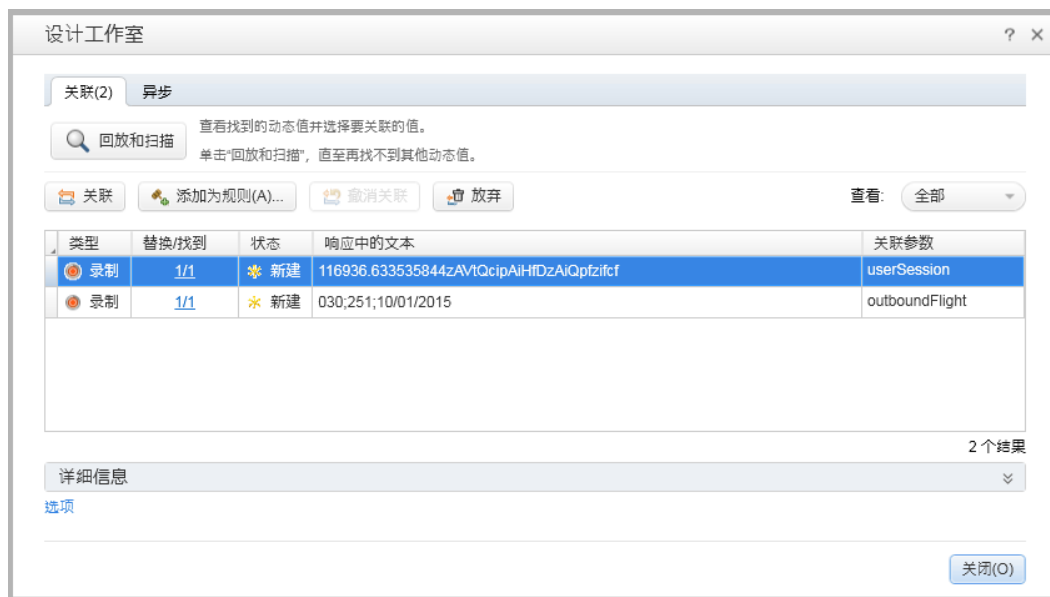 设计工作室
关联(2) 异步
回放和扫描
查看找到的动态值并选择要关联的值。
单击“回放和扫描”，直至再找不到其他动态值。
关联 添加为规则(A)... 撤消关联 放弃 查看: 全部
类型 替换/找到 状态 响应中的文本 关联参数
录制 1/1 新建 116936.633535844zAVtQcipAiHfDzAiQpfzifcf userSession
录制 1/1 新建 030;251;10/01/2015 outboundFlight
2 个结果
详细信息
选项
关闭(O)